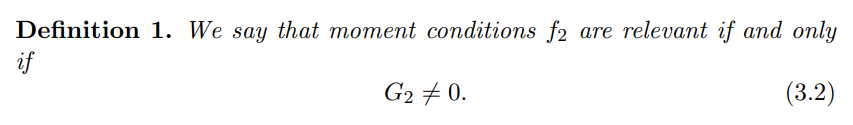 Definition 1. We say that moment conditions f₂ are relevant if and only
if
G₂ ≠ 0. (3.2)